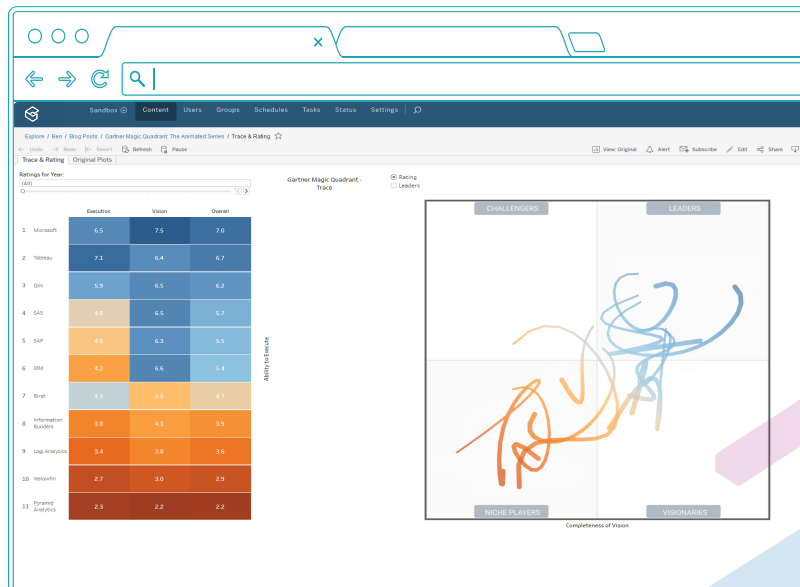 Sandbox Content Users Groups Schedules Tasks Status Settings
Explore / Ben / Blog Posts / Gartner Magic Quadrant: The Animated Series / Trace & Rating
Undo Redo Revert Refresh Pause View: Original Alert Subscribe Edit Share
Trace & Rating Original Plots
Ratings for Year:
(All)
Gartner Magic Quadrant -
Trace
Rating
Leaders
Execution Vision Overall
1 Microsoft 6.5 7.5 7.0
2 Tableau 7.1 6.4 6.7
3 Qlik 5.9 6.5 6.2
4 SAS 4.8 6.5 5.7
5 SAP 4.6 6.3 5.5
6 IBM 4.2 6.6 5.4
7 Birst 4.9 4.5 4.7
8 Information
Builders 3.8 4.1 3.9
9 Logi Analytics 3.4 3.8 3.6
10 Yellowfin 2.7 3.0 2.9
11 Pyramid
Analytics 2.3 2.2 2.2
Ability to Execute
CHALLENGERS LEADERS
NICHE PLAYERS VISIONARIES
Completeness of Vision